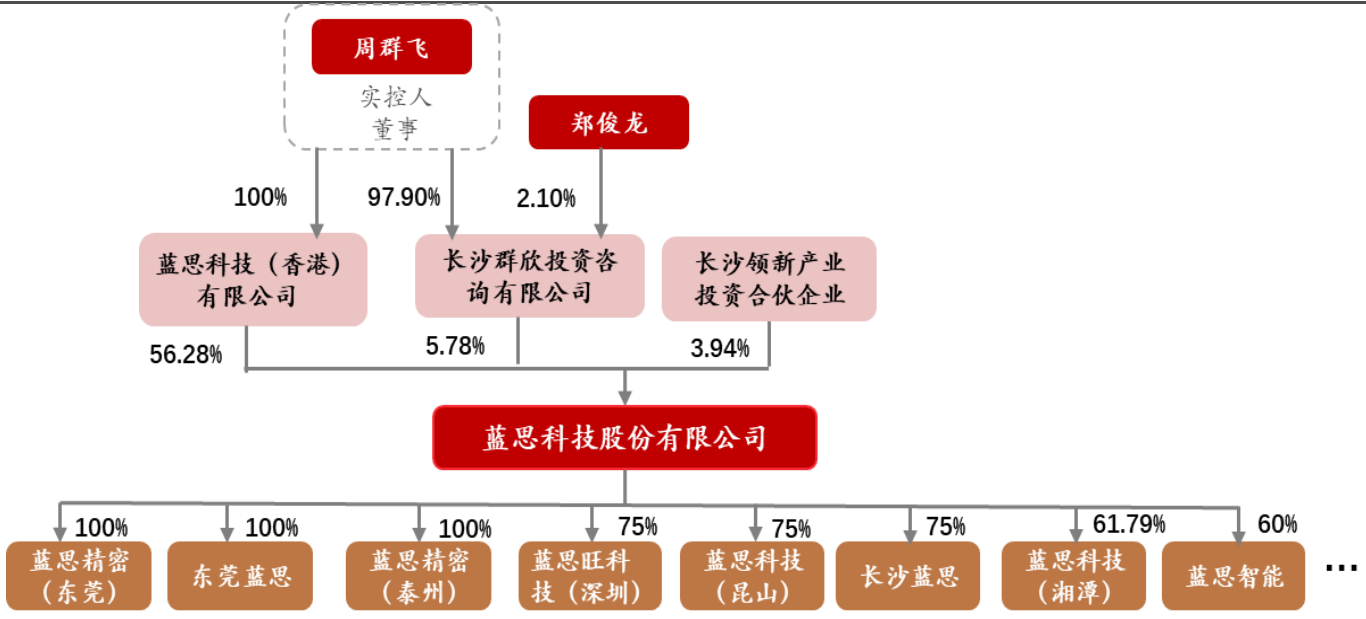 周群飞
实控人
董事
郑俊龙
100%
97.90%
2.10%
蓝思科技（香港）
有限公司
长沙群欣投资咨
询有限公司
长沙领新产业
投资合伙企业
56.28%
5.78%
3.94%
蓝思科技股份有限公司
100%
100%
100%
75%
75%
75%
61.79%
60%
蓝思精密
（东莞）
东莞蓝思
蓝思精密
（泰州）
蓝思旺科
技（深圳）
蓝思科技
（昆山）
长沙蓝思
蓝思科技
（湘潭）
蓝思智能
...